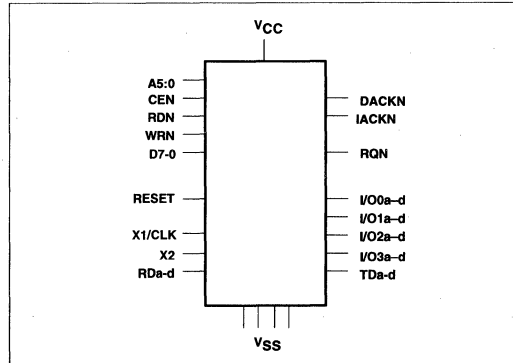 VCC
A5:0
CEN
RDN
WRN
D7-0
RESET
X1/CLK
X2
RDa-d
DACKN
IACKN
RQN
I/O0a–d
I/O1a–d
I/O2a–d
I/O3a–d
TDa-d
VSS